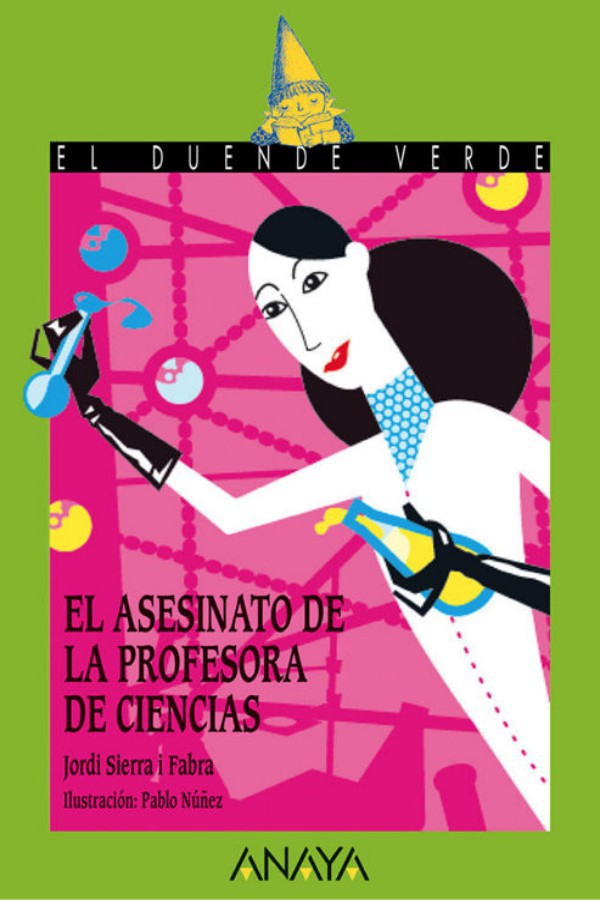 EL DUENDE VERDE
EL ASESINATO DE
LA PROFESORA
DE CIENCIAS
Jordi Sierra i Fabra
Ilustración: Pablo Núñez
ANAYA